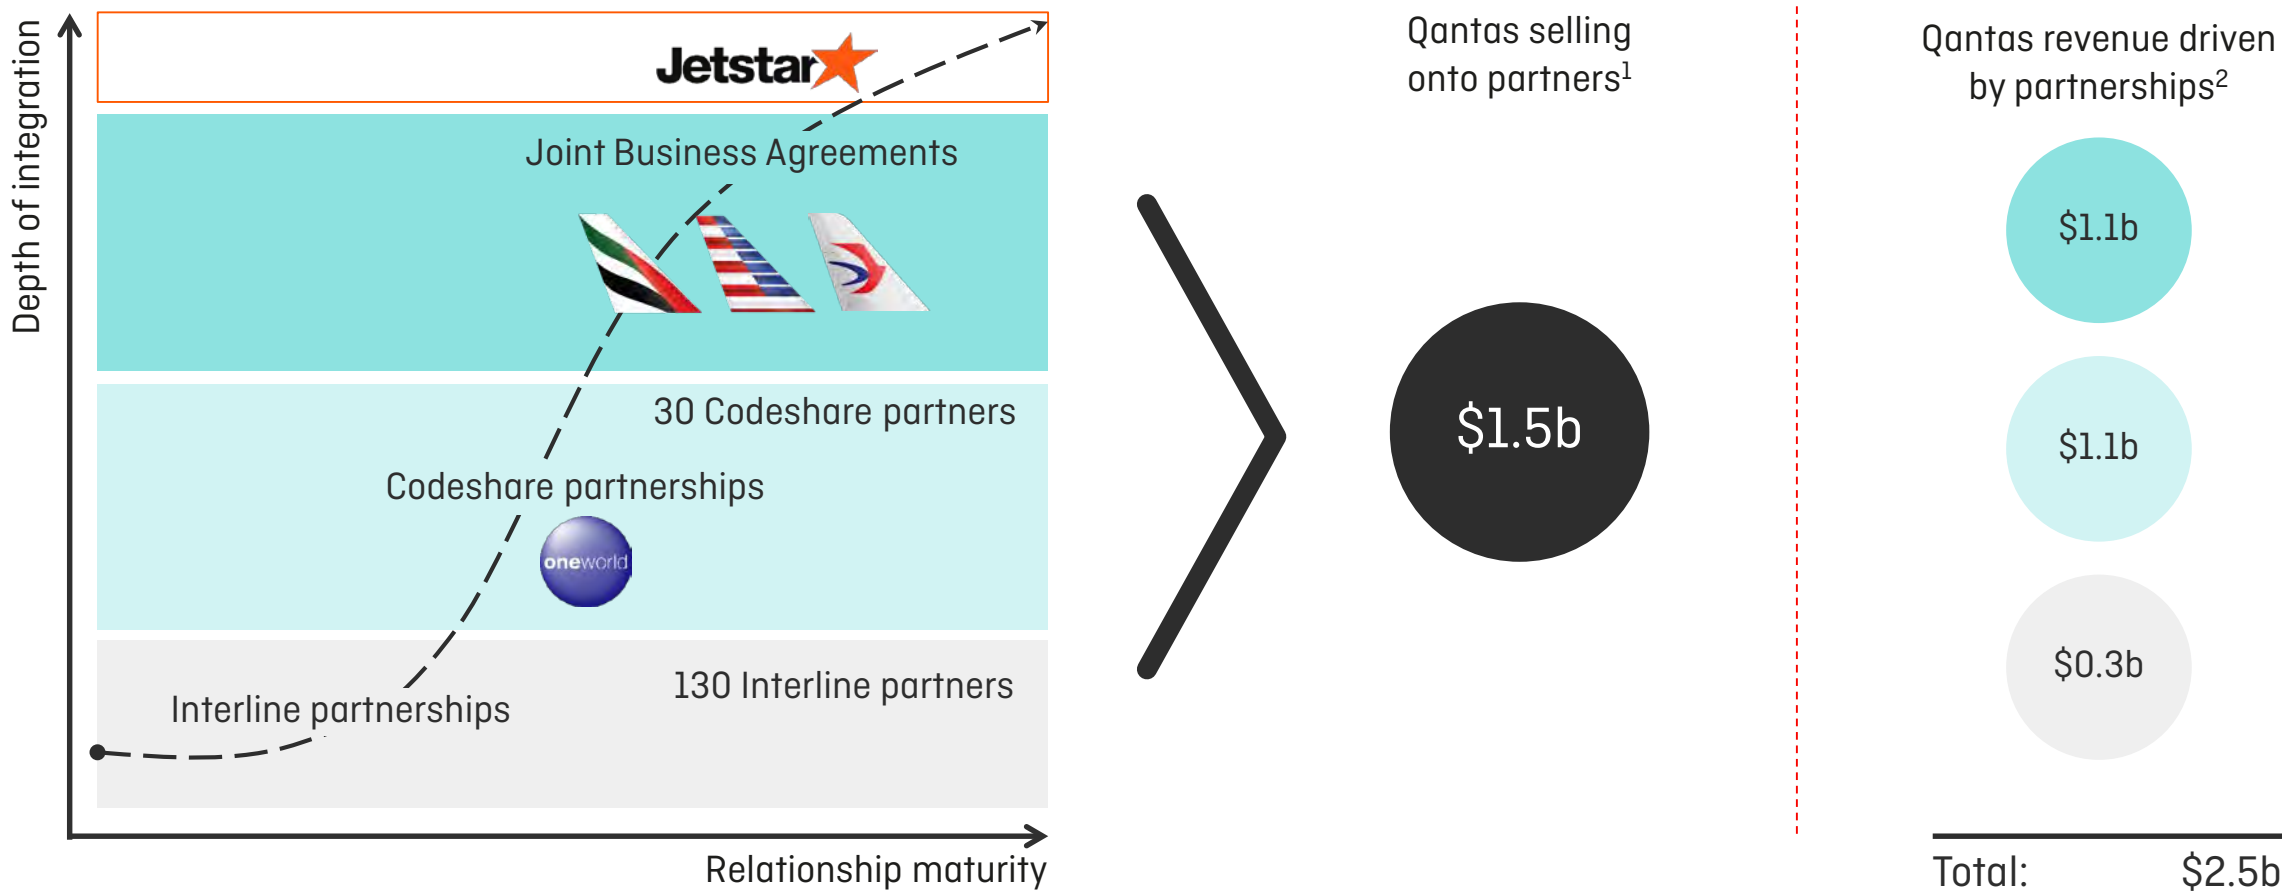 Depth of integration
Jetstar
Joint Business Agreements
30 Codeshare partners
Codeshare partnerships
oneworld
130 Interline partners
Interline partnerships
Relationship maturity
Qantas selling
onto partners¹
$1.5b
Qantas revenue driven
by partnerships²
$1.1b
$1.1b
$0.3b
Total: $2.5b